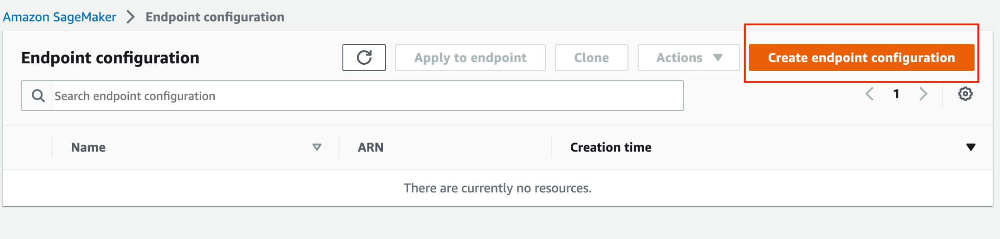 Amazon SageMaker Endpoint configuration
Endpoint configuration Apply to endpoint Clone Actions Create endpoint configuration
Search endpoint configuration 1
Name ARN Creation time
There are currently no resources.